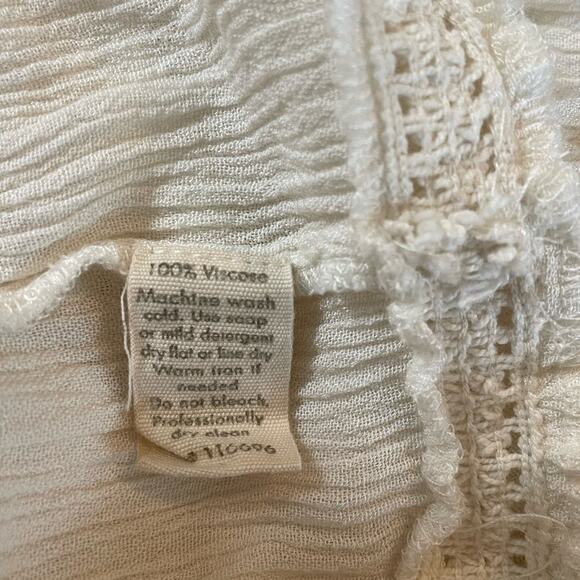 100% Viscose
Machine wash
cold. Use soap
or mild detergent
dry flat or line dry
Warm iron if
needed
Do not bleach.
Professionally
dry clean